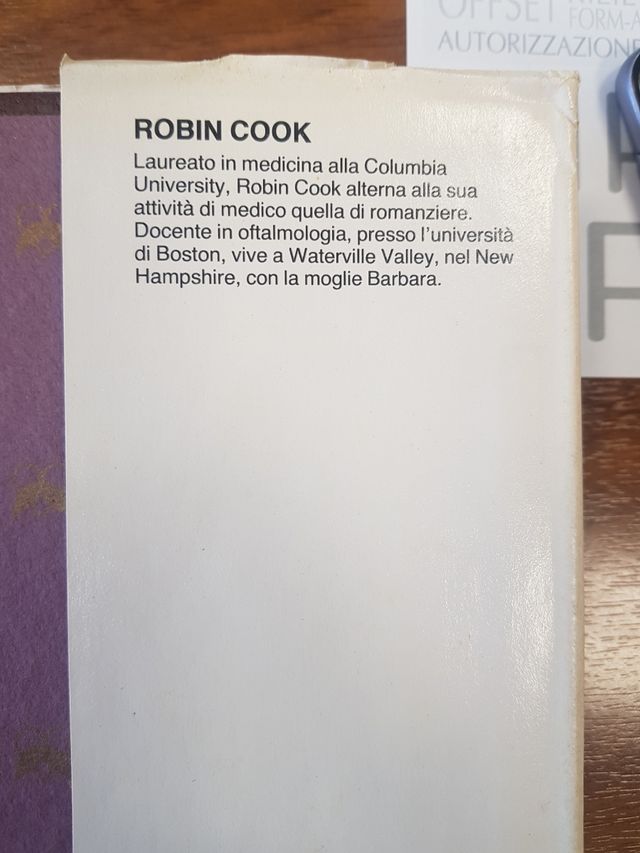 OFFSET
FORM-A
AUTORIZZAZIONE
ROBIN COOK
Laureato in medicina alla Columbia
University, Robin Cook alterna alla sua
attività di medico quella di romanziere.
Docente in oftalmologia, presso l'università
di Boston, vive a Waterville Valley, nel New
Hampshire, con la moglie Barbara.